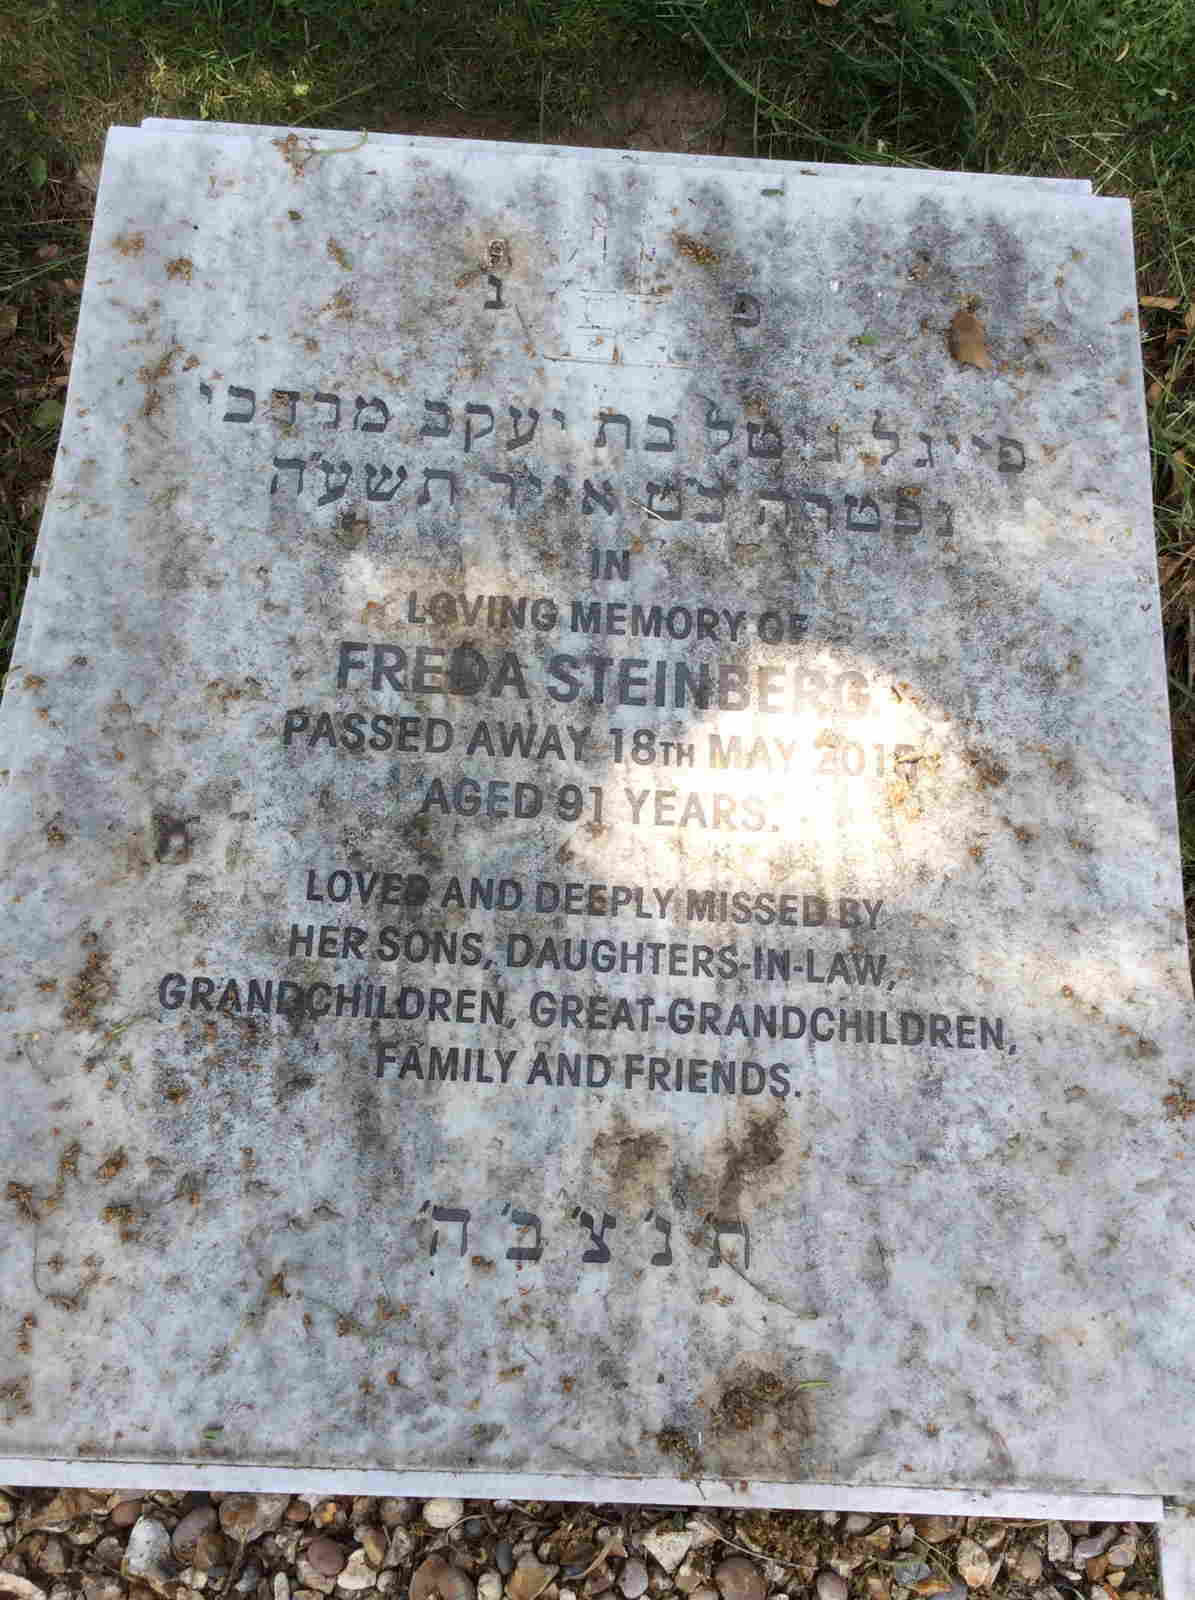 פ נ
פייגל גיטל בת יעקב מרדכי
נפטרה כ'ט אייר תשע'ה
IN
LOVING MEMORY OF
FREDA STEINBERG
PASSED AWAY 18TH MAY 2015
AGED 91 YEARS.
LOVED AND DEEPLY MISSED BY
HER SONS, DAUGHTERS-IN-LAW,
GRANDCHILDREN, GREAT-GRANDCHILDREN,
FAMILY AND FRIENDS.
ת' נ' צ' ב' ה'